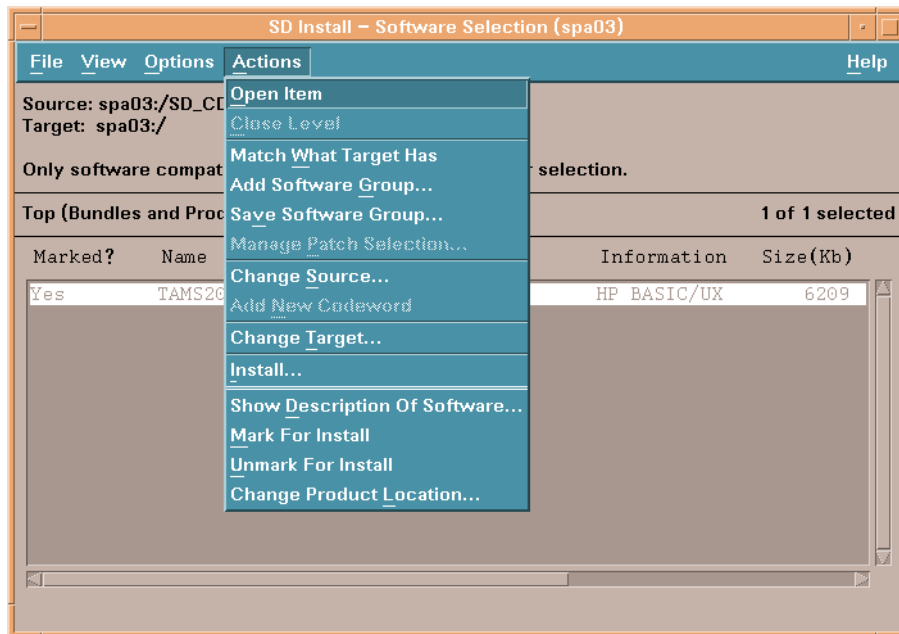 SD Install – Software Selection (spa03)
File View Options Actions Help
Open Item
Close Level
Match What Target Has
Add Software Group...
Save Software Group...
Manage Patch Selection...
Change Source...
Add New Codeword
Change Target...
Install...
Show Description Of Software...
Mark For Install
Unmark For Install
Change Product Location...
Source: spa03:/SD_CD
Target: spa03:/
Only software compat selection.
Top (Bundles and Prod 1 of 1 selected
Marked? Name Information Size(Kb)
Yes TAMS20 HP BASIC/UX 6209